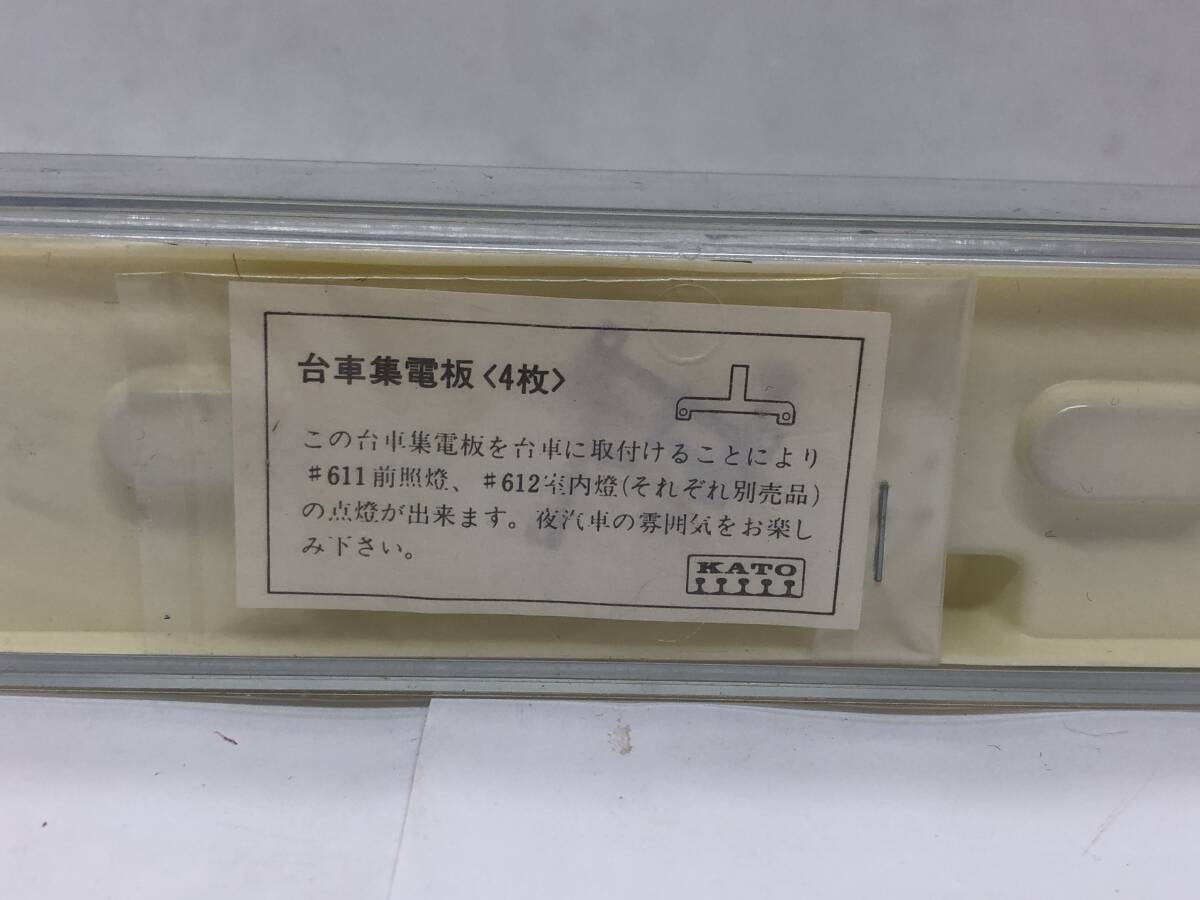 台車集電板〈4枚〉
この台車集電板を台車に取付けることにより
#611前照燈、#612室内燈(それぞれ別売品)
の点燈が出来ます。夜汽車の雰囲気をお楽し
み下さい。
KATO